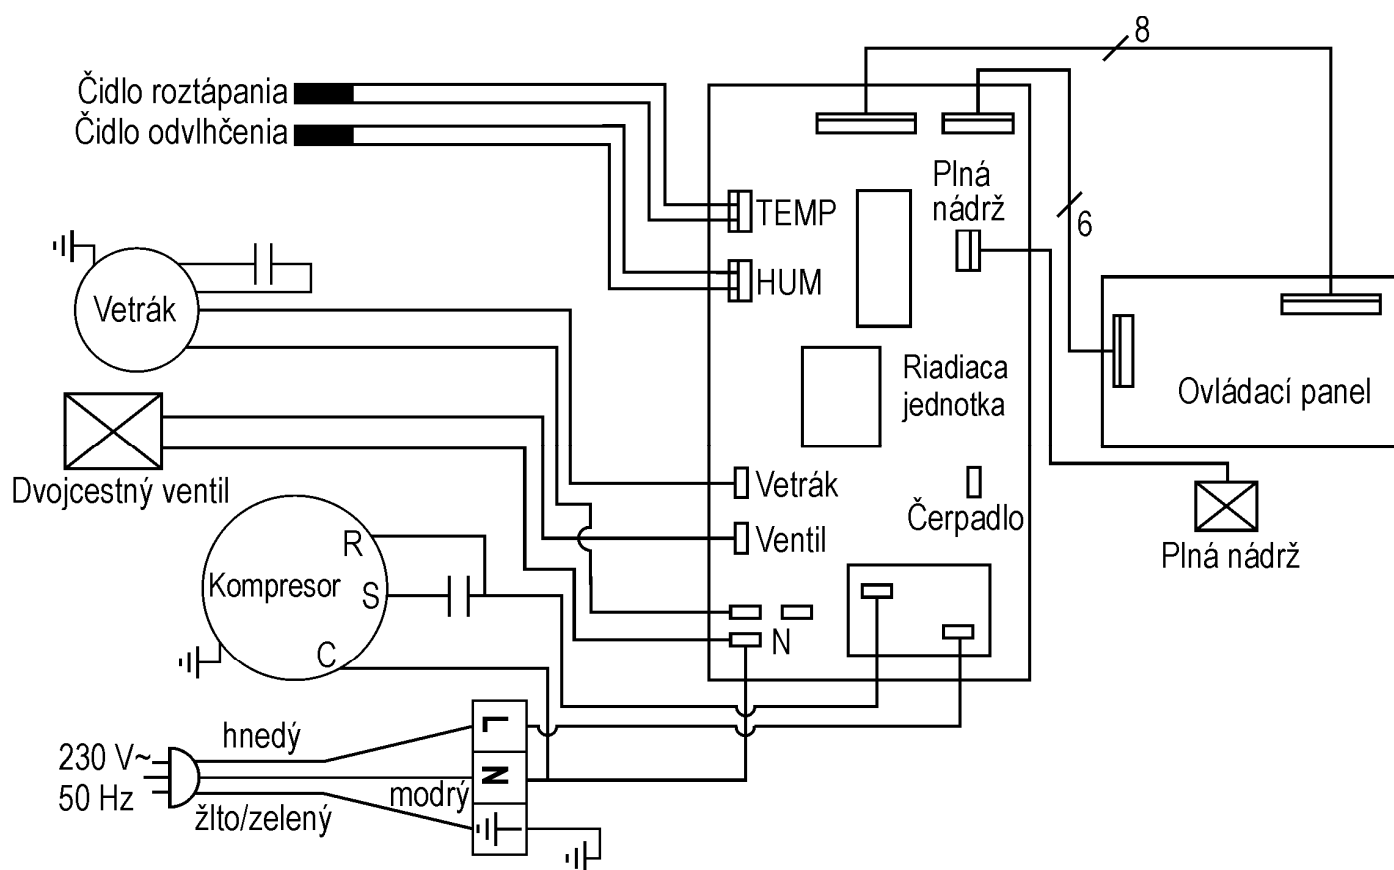 8
Čidlo roztápania
Čidlo odvlhčenia
Plná
nádrž
TEMP
6
HUM
Vetrák
Riadiaca
jednotka
Ovládací panel
Dvojcestný ventil
Vetrák
Čerpadlo
Ventil
Plná nádrž
R
Kompresor
S
N
C
L
hnedý
230 V~
N
modrý
50 Hz
žlto/zelený